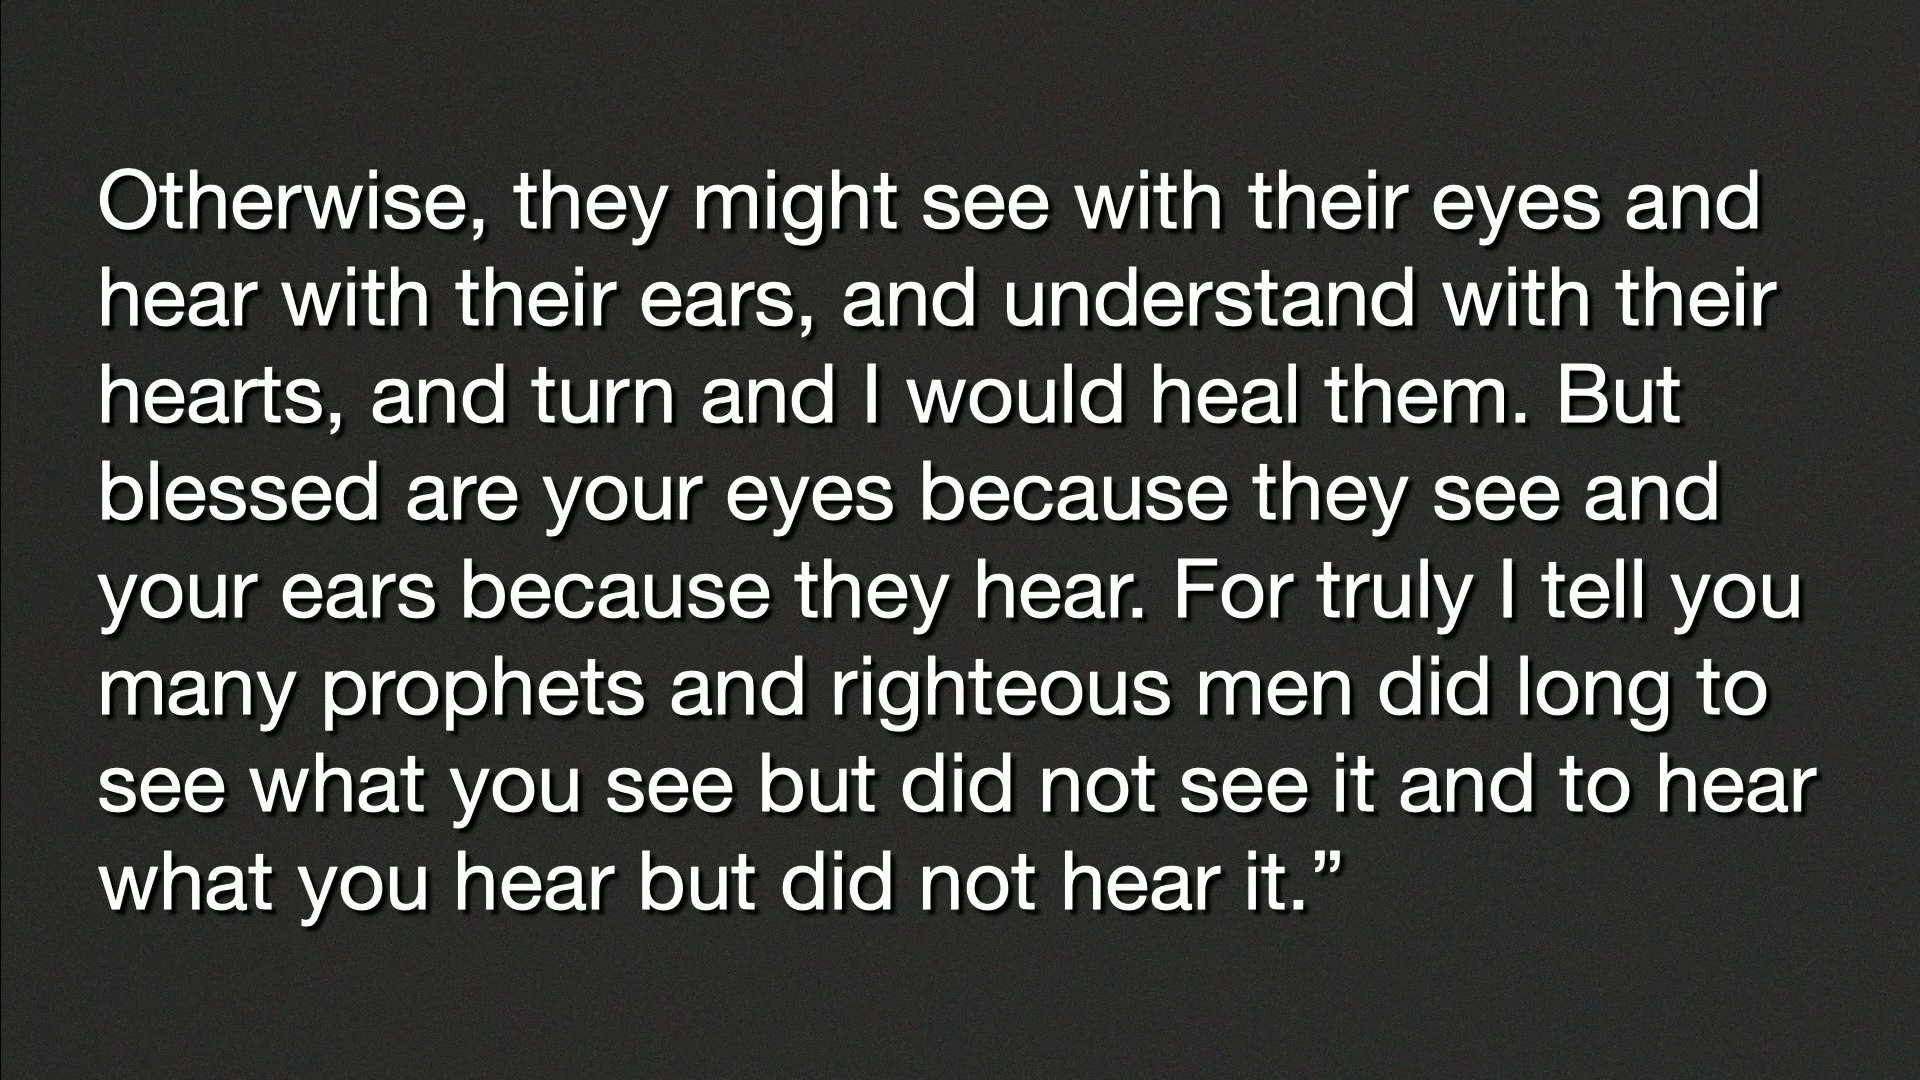 Otherwise, they might see with their eyes and
hear with their ears, and understand with their
hearts, and turn and I would heal them. But
blessed are your eyes because they see and
your ears because they hear. For truly I tell you
many prophets and righteous men did long to
see what you see but did not see it and to hear
what you hear but did not hear it.”